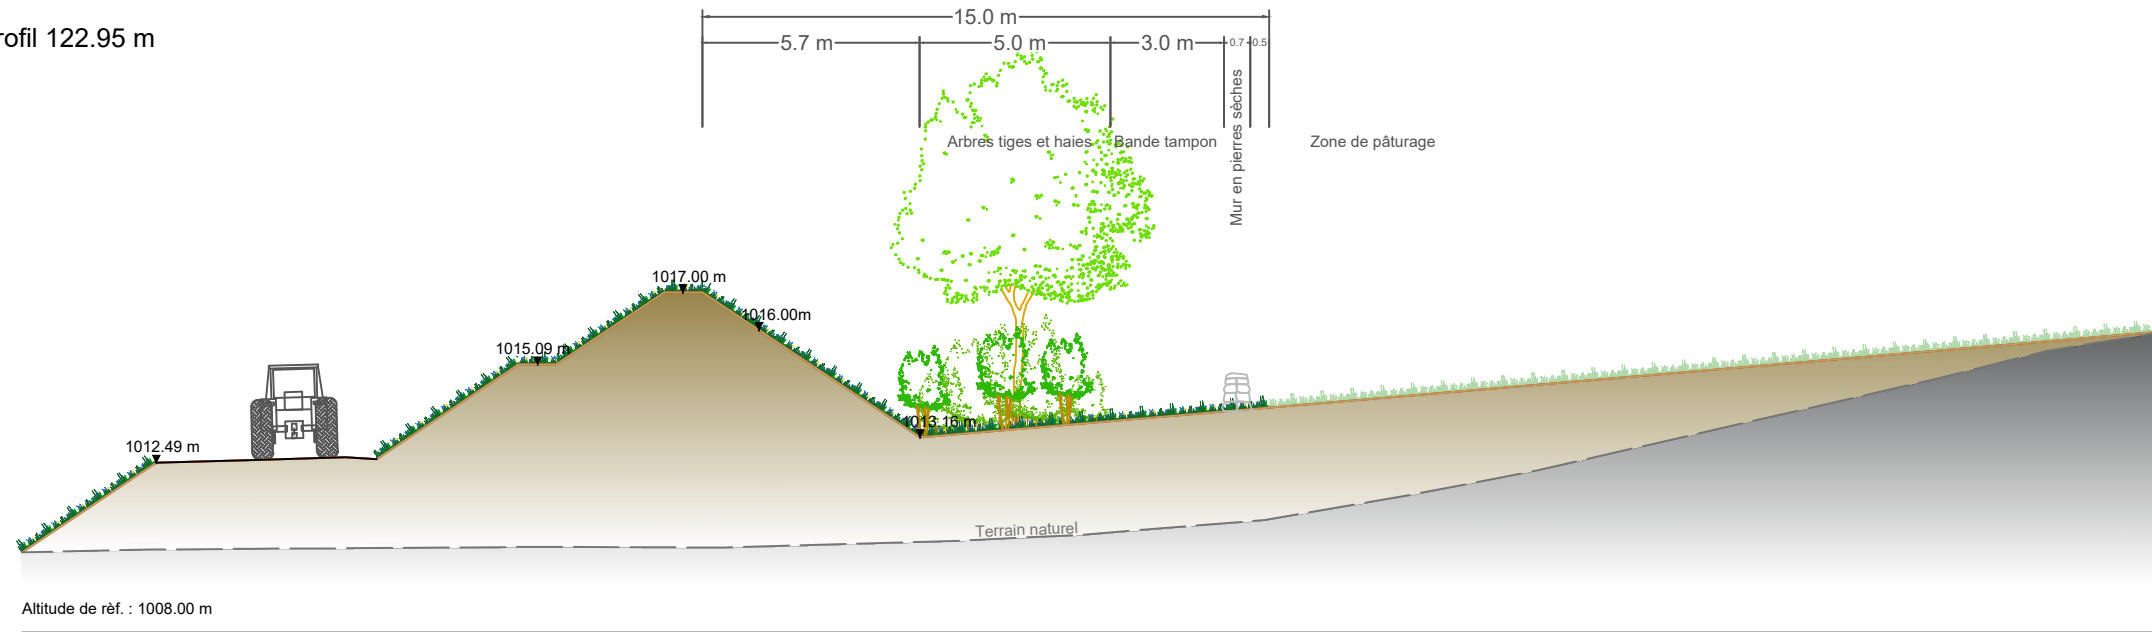 15.0 m
rofil 122.95 m
5.7 m
5.0 m
3.0 m
0.7
0.5
Mur en pierres sèches
Arbres tiges et haies
Bande tampon
Zone de pâturage
1017.00 m
1016.00m
1015.09 m
1013.16 m
1012.49 m
Terrain naturel
Altitude de rèf. : 1008.00 m